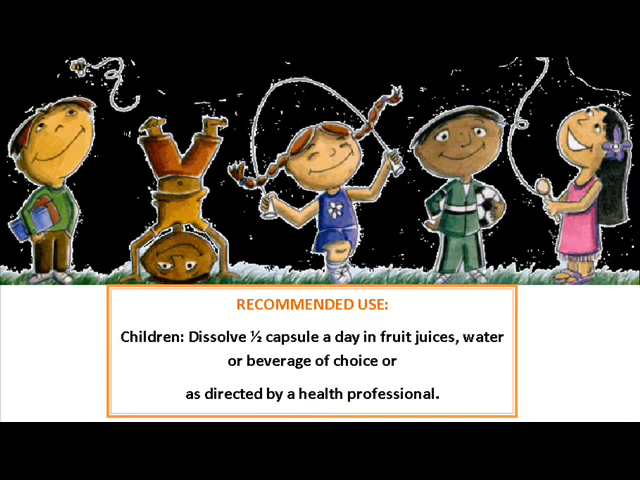 RECOMMENDED USE:
Children: Dissolve ½ capsule a day in fruit juices, water
or beverage of choice or
as directed by a health professional.